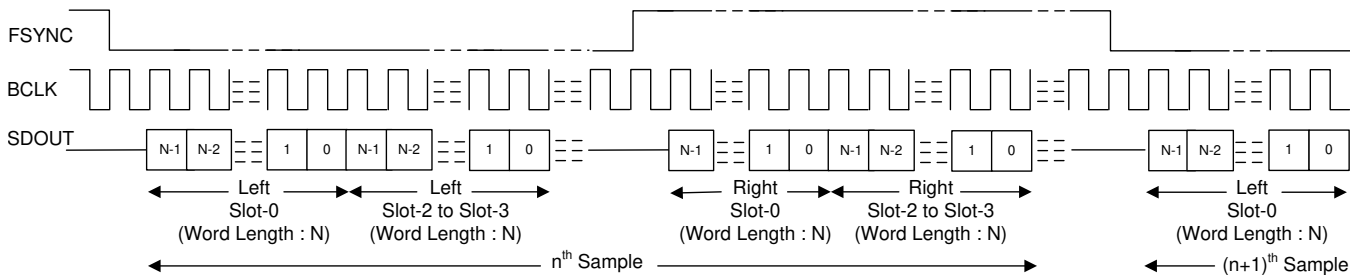 FSYNC
BCLK
SDOUT
N-1 N-2 1 0 N-1 N-2 1 0 N-1 1 0 N-1 N-2 1 0 N-1 N-2 1 0
Left Left Right Right Left
Slot-0 Slot-2 to Slot-3 Slot-0 Slot-2 to Slot-3 Slot-0
(Word Length : N) (Word Length : N) (Word Length : N) (Word Length : N) (Word Length : N)
nth Sample (n+1)th Sample